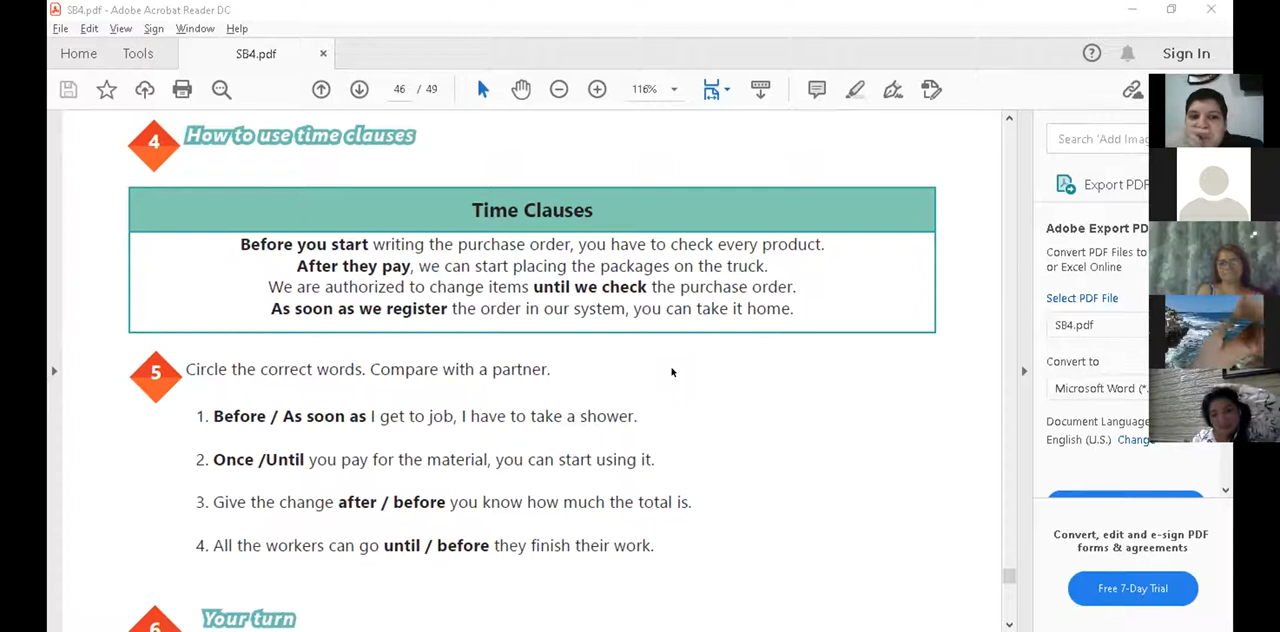 SB4.pdf - Adobe Acrobat Reader DC
File Edit View Sign Window Help
Home Tools SB4.pdf × Sign In
46 / 49 116%
4 How to use time clauses
Time Clauses
Before you start writing the purchase order, you have to check every product.
After they pay, we can start placing the packages on the truck.
We are authorized to change items until we check the purchase order.
As soon as we register the order in our system, you can take it home.
5 Circle the correct words. Compare with a partner.
1. Before / As soon as I get to job, I have to take a shower.
2. Once /Until you pay for the material, you can start using it.
3. Give the change after / before you know how much the total is.
4. All the workers can go until / before they finish their work.
6 Your turn
Search 'Add Imag
Export PDF
Adobe Export PD
Convert PDF Files to
or Excel Online
Select PDF File
SB4.pdf
Convert to
Microsoft Word (*.
Document Language
English (U.S.) Change
Convert, edit and e-sign PDF
forms & agreements
Free 7-Day Trial